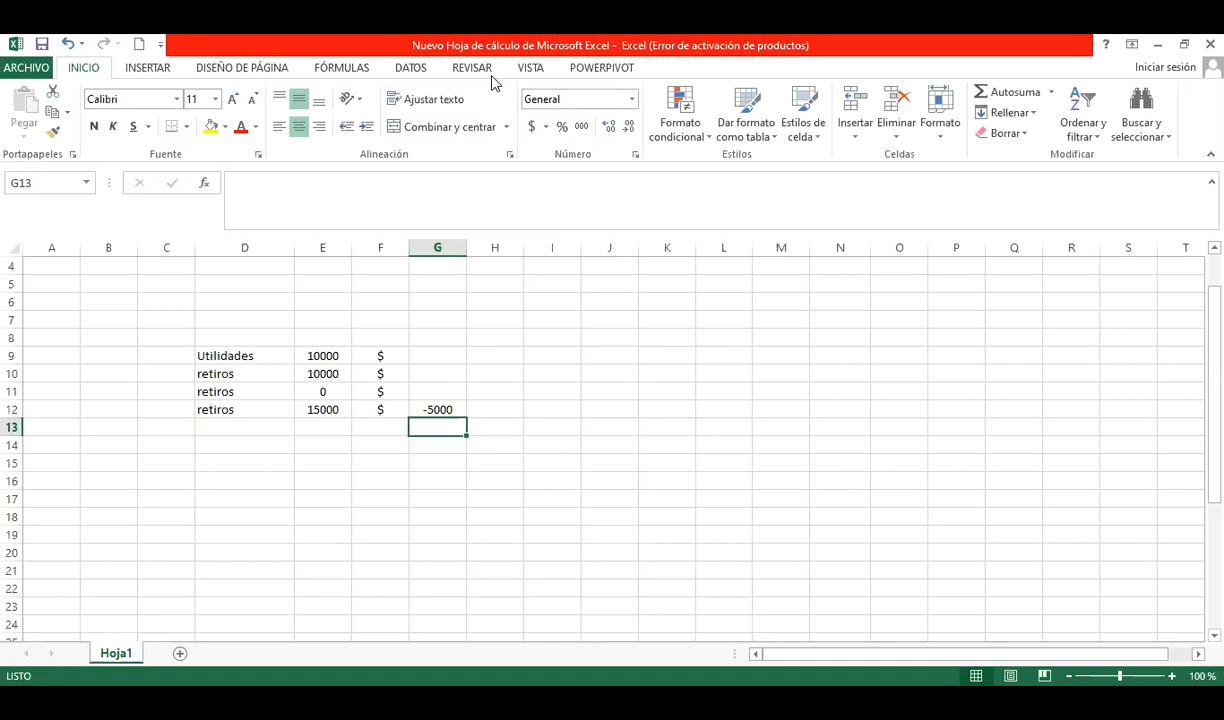 Nuevo Hoja de cálculo de Microsoft Excel - Excel (Error de activación de productos)
ARCHIVO INICIO INSERTAR DISEÑO DE PÁGINA FÓRMULAS DATOS REVISAR VISTA POWERPIVOT Iniciar sesión
Pegar
Calibri 11
N K S
Ajustar texto
Combinar y centrar
General
$ % 000
Formato condicional
Dar formato como tabla
Estilos de celda
Insertar Eliminar Formato
Autosuma
Rellenar
Borrar
Ordenar y filtrar
Buscar y seleccionar
Portapapeles Fuente Alineación Número Estilos Celdas Modificar
G13 fx
A B C D E F G H I J K L M N O P Q R S T
4
5
6
7
8
9 Utilidades 10000 $
10 retiros 10000 $
11 retiros 0 $
12 retiros 15000 $ -5000
13
14
15
16
17
18
19
20
21
22
23
24
Hoja1
LISTO 100 %